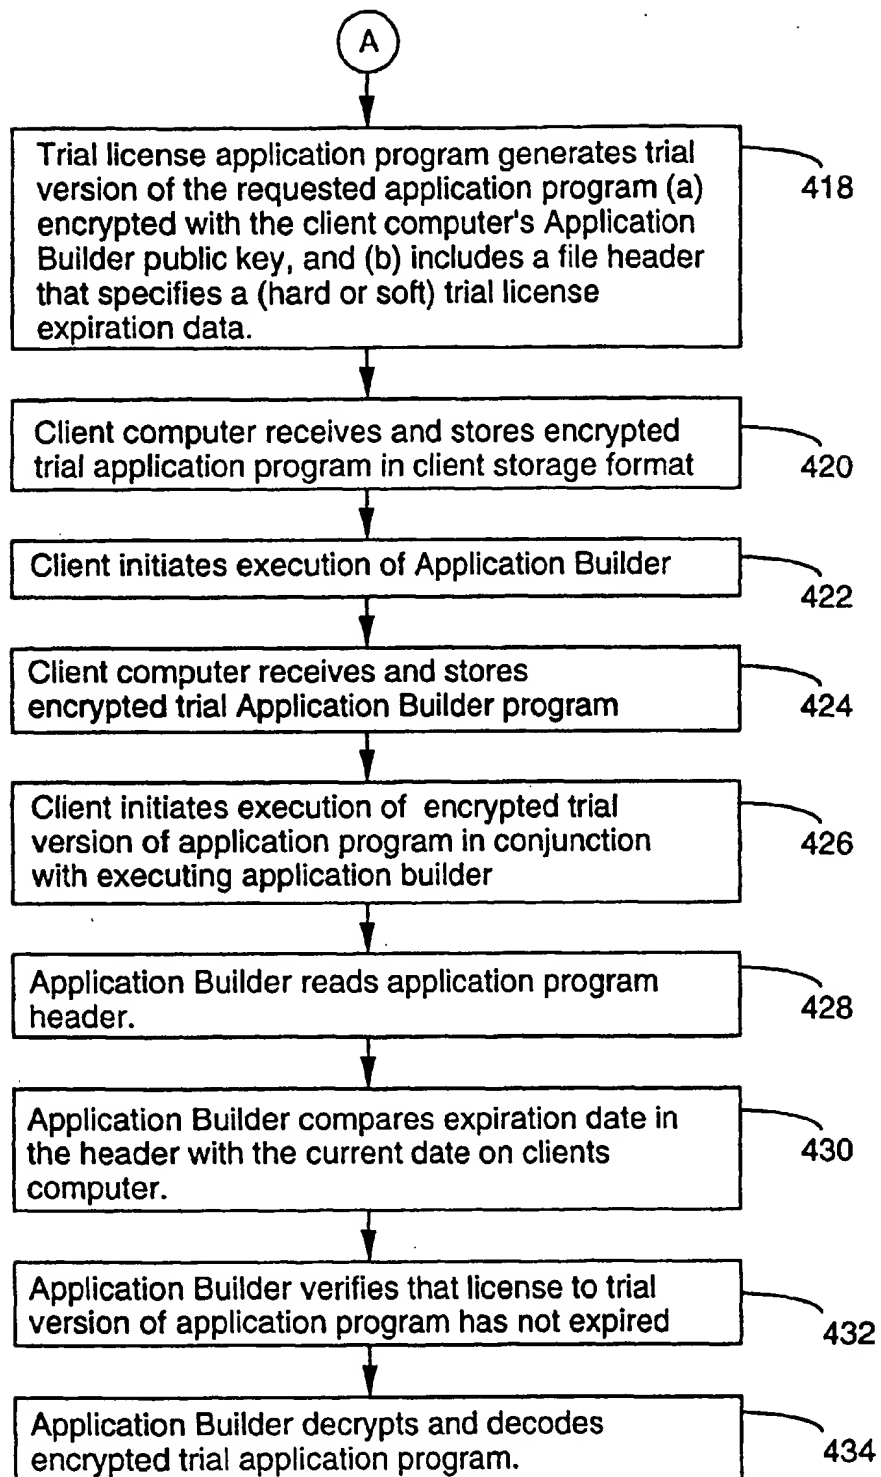 A
Trial license application program generates trial
version of the requested application program (a)
encrypted with the client computer's Application
Builder public key, and (b) includes a file header
that specifies a (hard or soft) trial license
expiration data.
418
Client computer receives and stores encrypted
trial application program in client storage format
420
Client initiates execution of Application Builder
422
Client computer receives and stores
encrypted trial Application Builder program
424
Client initiates execution of encrypted trial
version of application program in conjunction
with executing application builder
426
Application Builder reads application program
header.
428
Application Builder compares expiration date in
the header with the current date on clients
computer.
430
Application Builder verifies that license to trial
version of application program has not expired
432
Application Builder decrypts and decodes
encrypted trial application program.
434